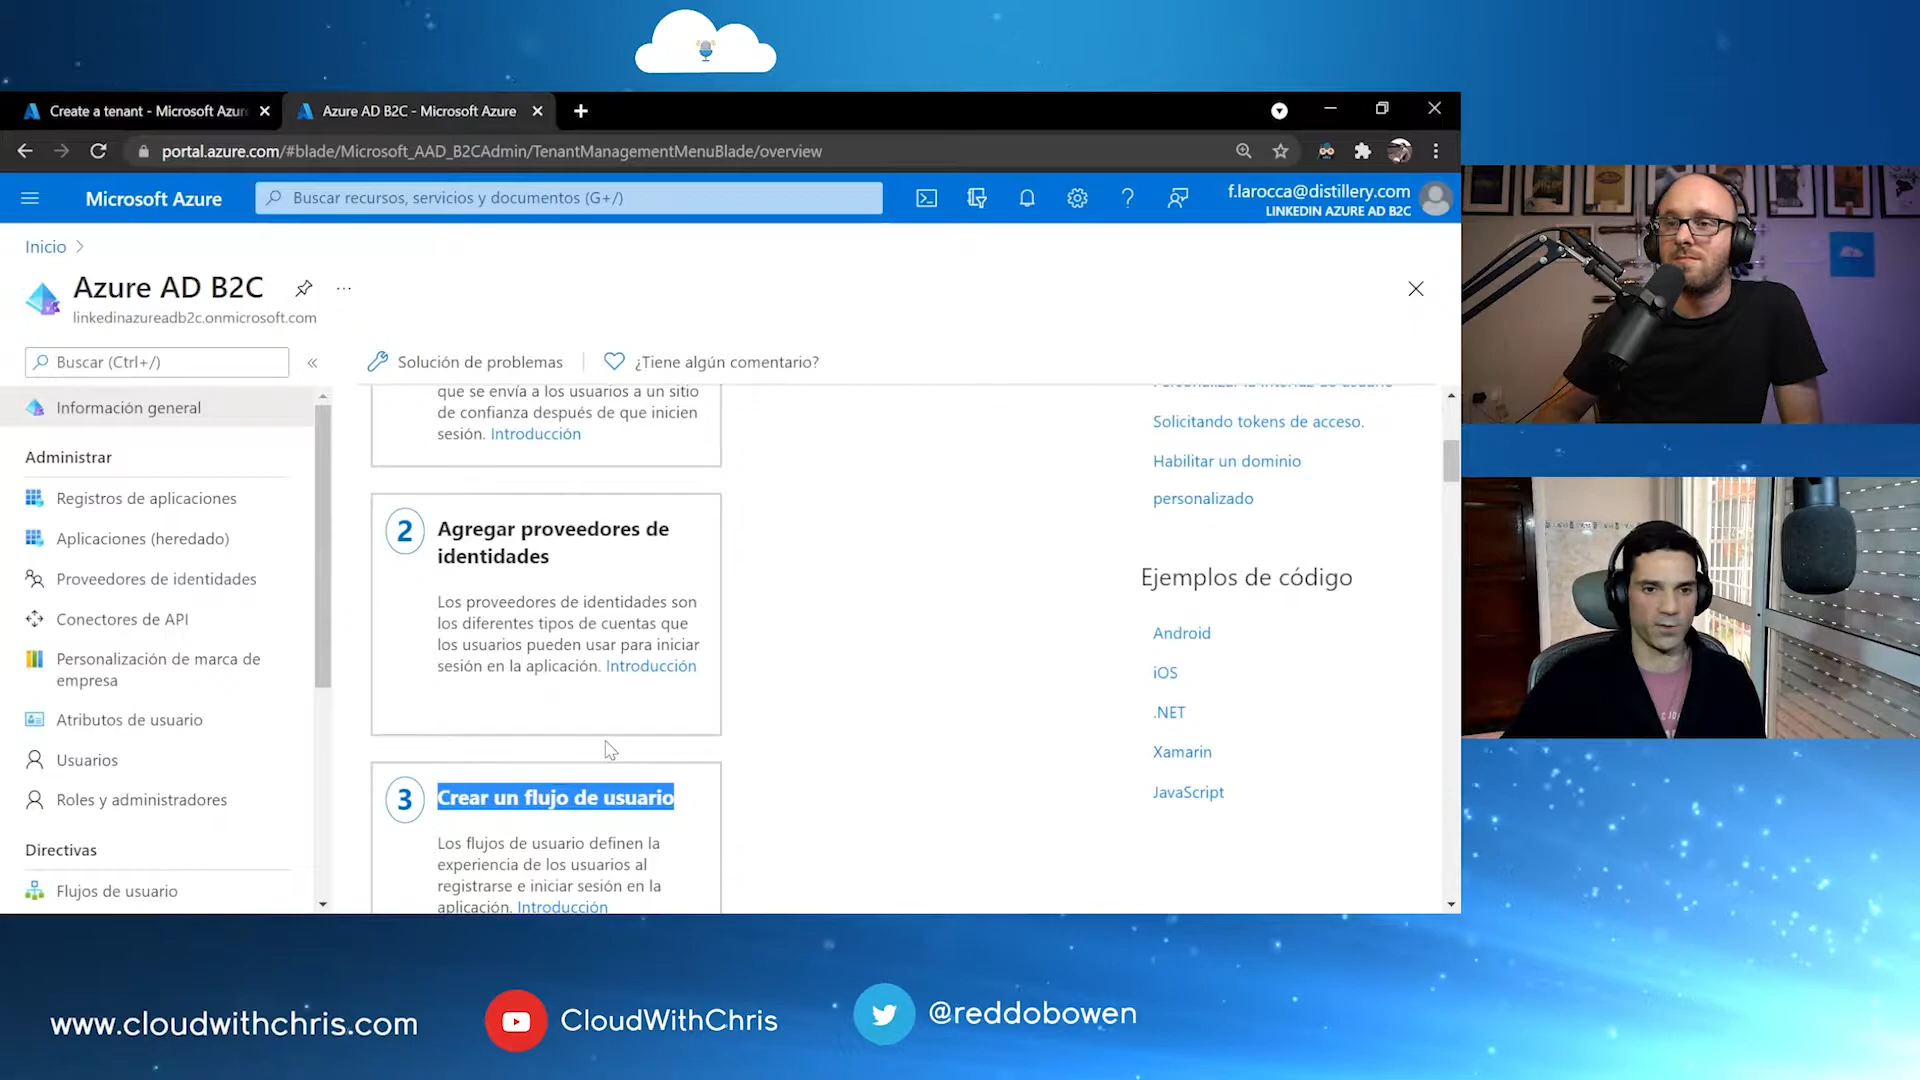 Create a tenant - Microsoft Azur
Azure AD B2C - Microsoft Azure
portal.azure.com/#blade/Microsoft_AAD_B2CAdmin/TenantManagementMenuBlade/overview
Microsoft Azure
Buscar recursos, servicios y documentos (G+/)
f.larocca@distillery.com
LINKEDIN AZURE AD B2C
Inicio
Azure AD B2C
linkedinazureadb2c.onmicrosoft.com
Buscar (Ctrl+/)
Información general
Administrar
Registros de aplicaciones
Aplicaciones (heredado)
Proveedores de identidades
Conectores de API
Personalización de marca de
empresa
Atributos de usuario
Usuarios
Roles y administradores
Directivas
Flujos de usuario
Solución de problemas
¿Tiene algún comentario?
que se envía a los usuarios a un sitio
de confianza después de que inicien
sesión. Introducción
2
Agregar proveedores de
identidades
Los proveedores de identidades son
los diferentes tipos de cuentas que
los usuarios pueden usar para iniciar
sesión en la aplicación. Introducción
3
Crear un flujo de usuario
Los flujos de usuario definen la
experiencia de los usuarios al
registrarse e iniciar sesión en la
aplicación. Introducción
Personalizar la interfaz de usuario
Solicitando tokens de acceso.
Habilitar un dominio
personalizado
Ejemplos de código
Android
iOS
.NET
Xamarin
JavaScript
www.cloudwithchris.com
CloudWithChris
@reddobowen